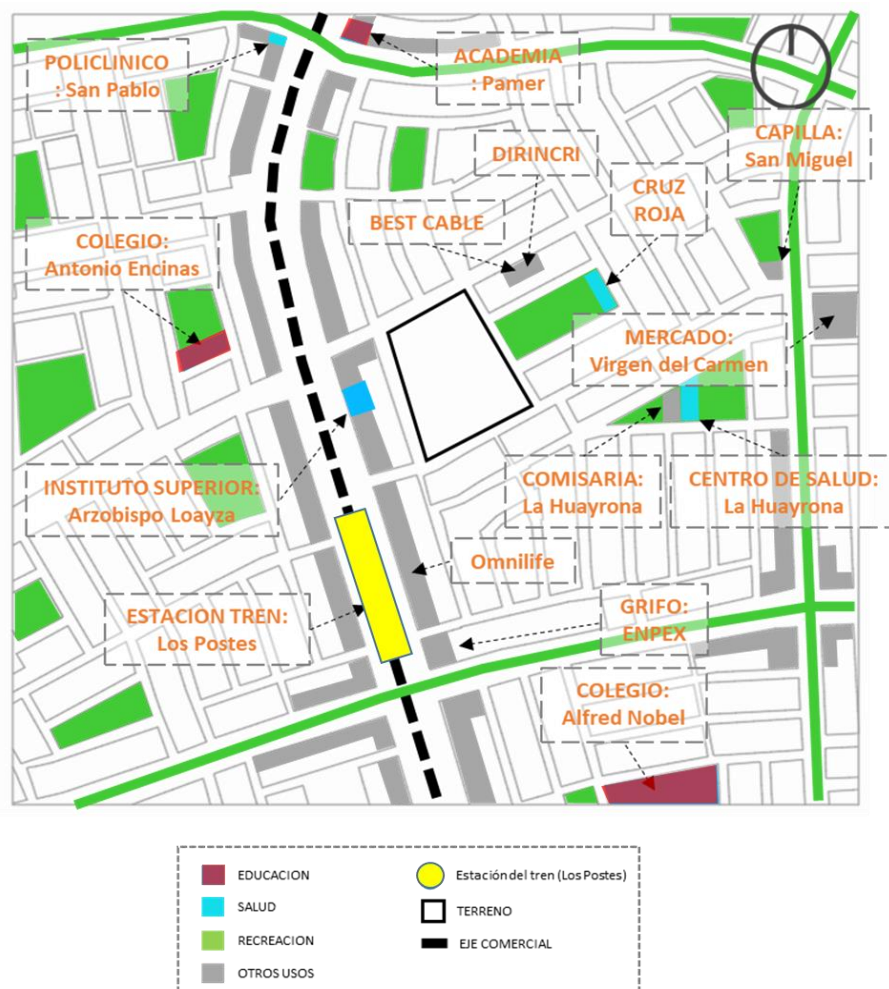 POLICLINICO
: San Pablo
ACADEMIA
: Pamer
CAPILLA:
San Miguel
DIRINCRI
CRUZ
ROJA
BEST CABLE
COLEGIO:
Antonio Encinas
MERCADO:
Virgen del Carmen
INSTITUTO SUPERIOR:
Arzobispo Loayza
COMISARIA:
La Huayrona
CENTRO DE SALUD:
La Huayrona
Omnilife
ESTACION TREN:
Los Postes
GRIFO:
ENPEX
COLEGIO:
Alfred Nobel
EDUCACION
SALUD
RECREACION
OTROS USOS
Estación del tren (Los Postes)
TERRENO
EJE COMERCIAL